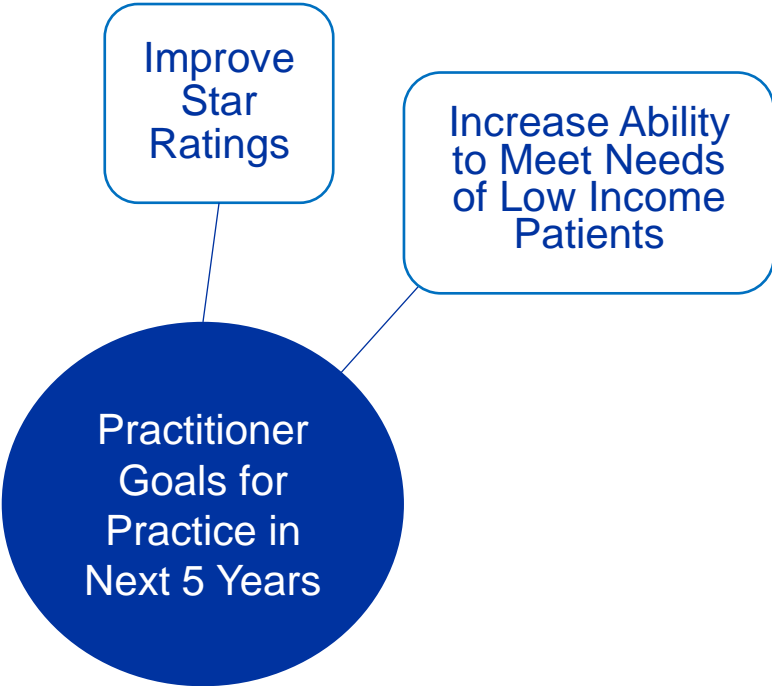 Improve
Star
Ratings
Increase Ability
to Meet Needs
of Low Income
Patients
Practitioner
Goals for
Practice in
Next 5 Years